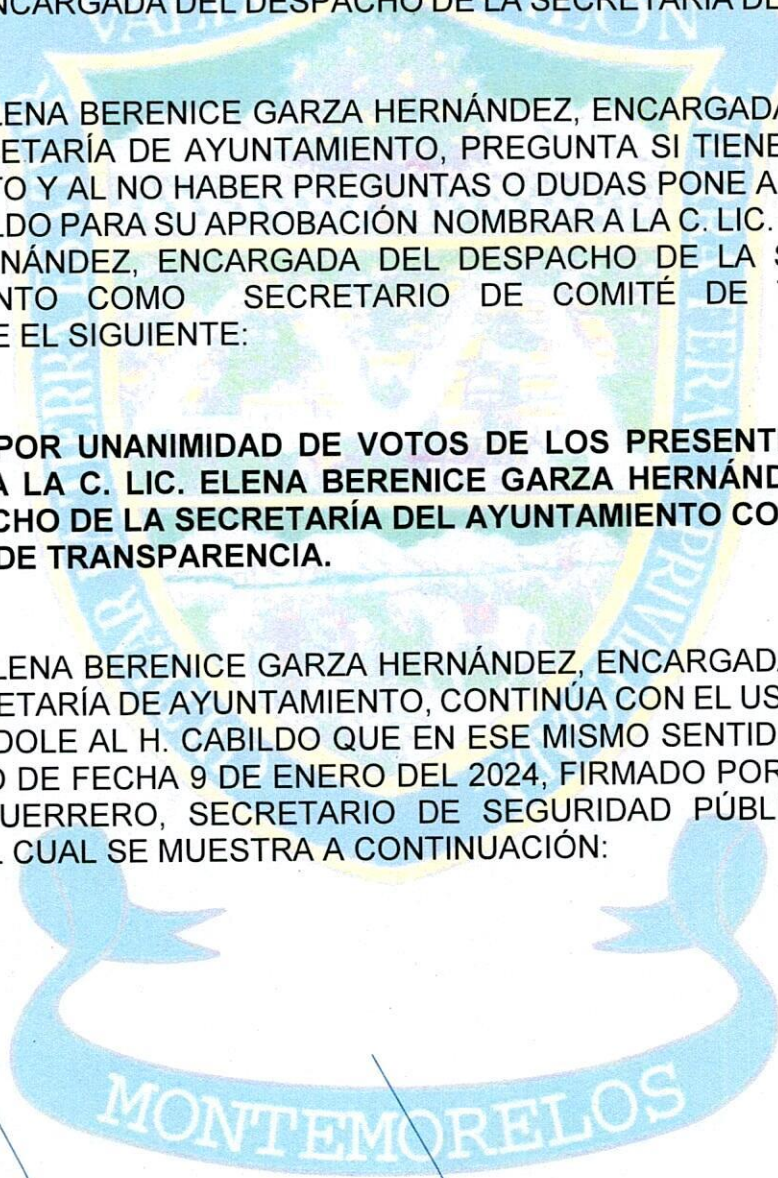 NCARGADA DEL DESPACHO DE LA SECRETARÍA DE
LENA BERENICE GARZA HERNÁNDEZ, ENCARGADA
RETARÍA DE AYUNTAMIENTO, PREGUNTA SI TIENE
TO Y AL NO HABER PREGUNTAS O DUDAS PONE A
LDO PARA SU APROBACIÓN NOMBRAR A LA C. LIC.
NÁNDEZ, ENCARGADA DEL DESPACHO DE LA S
NTO COMO SECRETARIO DE COMITÉ DE T
E EL SIGUIENTE:
POR UNANIMIDAD DE VOTOS DE LOS PRESENT
A LA C. LIC. ELENA BERENICE GARZA HERNÁND
CHO DE LA SECRETARÍA DEL AYUNTAMIENTO CO
DE TRANSPARENCIA.
LENA BERENICE GARZA HERNÁNDEZ, ENCARGADA
RETARÍA DE AYUNTAMIENTO, CONTINÚA CON EL US
DOLE AL H. CABILDO QUE EN ESE MISMO SENTID
O DE FECHA 9 DE ENERO DEL 2024, FIRMADO POR
GUERRERO, SECRETARIO DE SEGURIDAD PÚBL
L CUAL SE MUESTRA A CONTINUACIÓN:
MONTEMORELOS